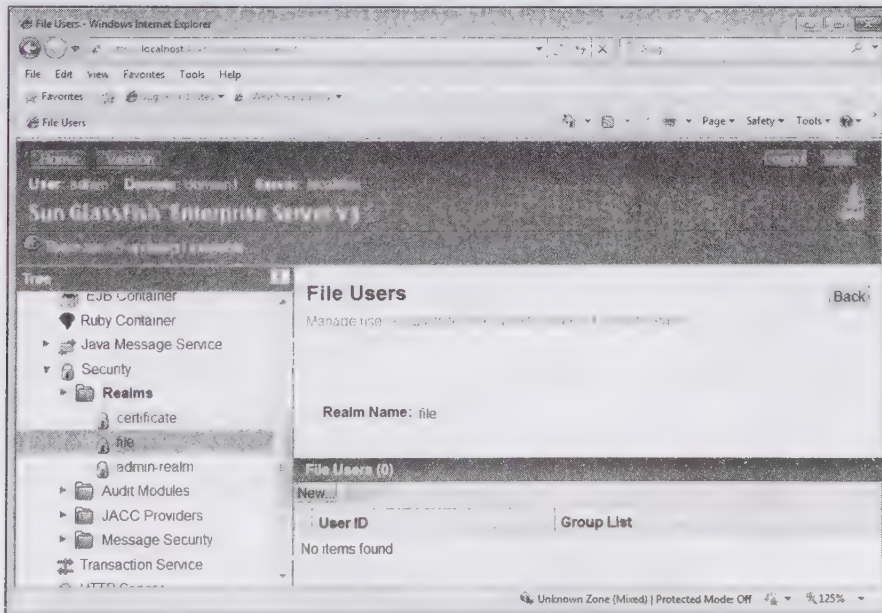 File Users - Windows Internet Explorer
localhost
File Edit View Favorites Tools Help
Favorites
File Users
Page Safety Tools
Home Version
User: admin Domain: domain1 Server: localhost
Sun GlassFish Enterprise Server v3
Tree
EJB Container
Ruby Container
Java Message Service
Security
Realms
certificate
file
admin-realm
Audit Modules
JACC Providers
Message Security
Transaction Service
File Users
Back
Manage
Realm Name: file
File Users (0)
New...
User ID Group List
No items found
Unknown Zone (Mixed) | Protected Mode: Off 125%